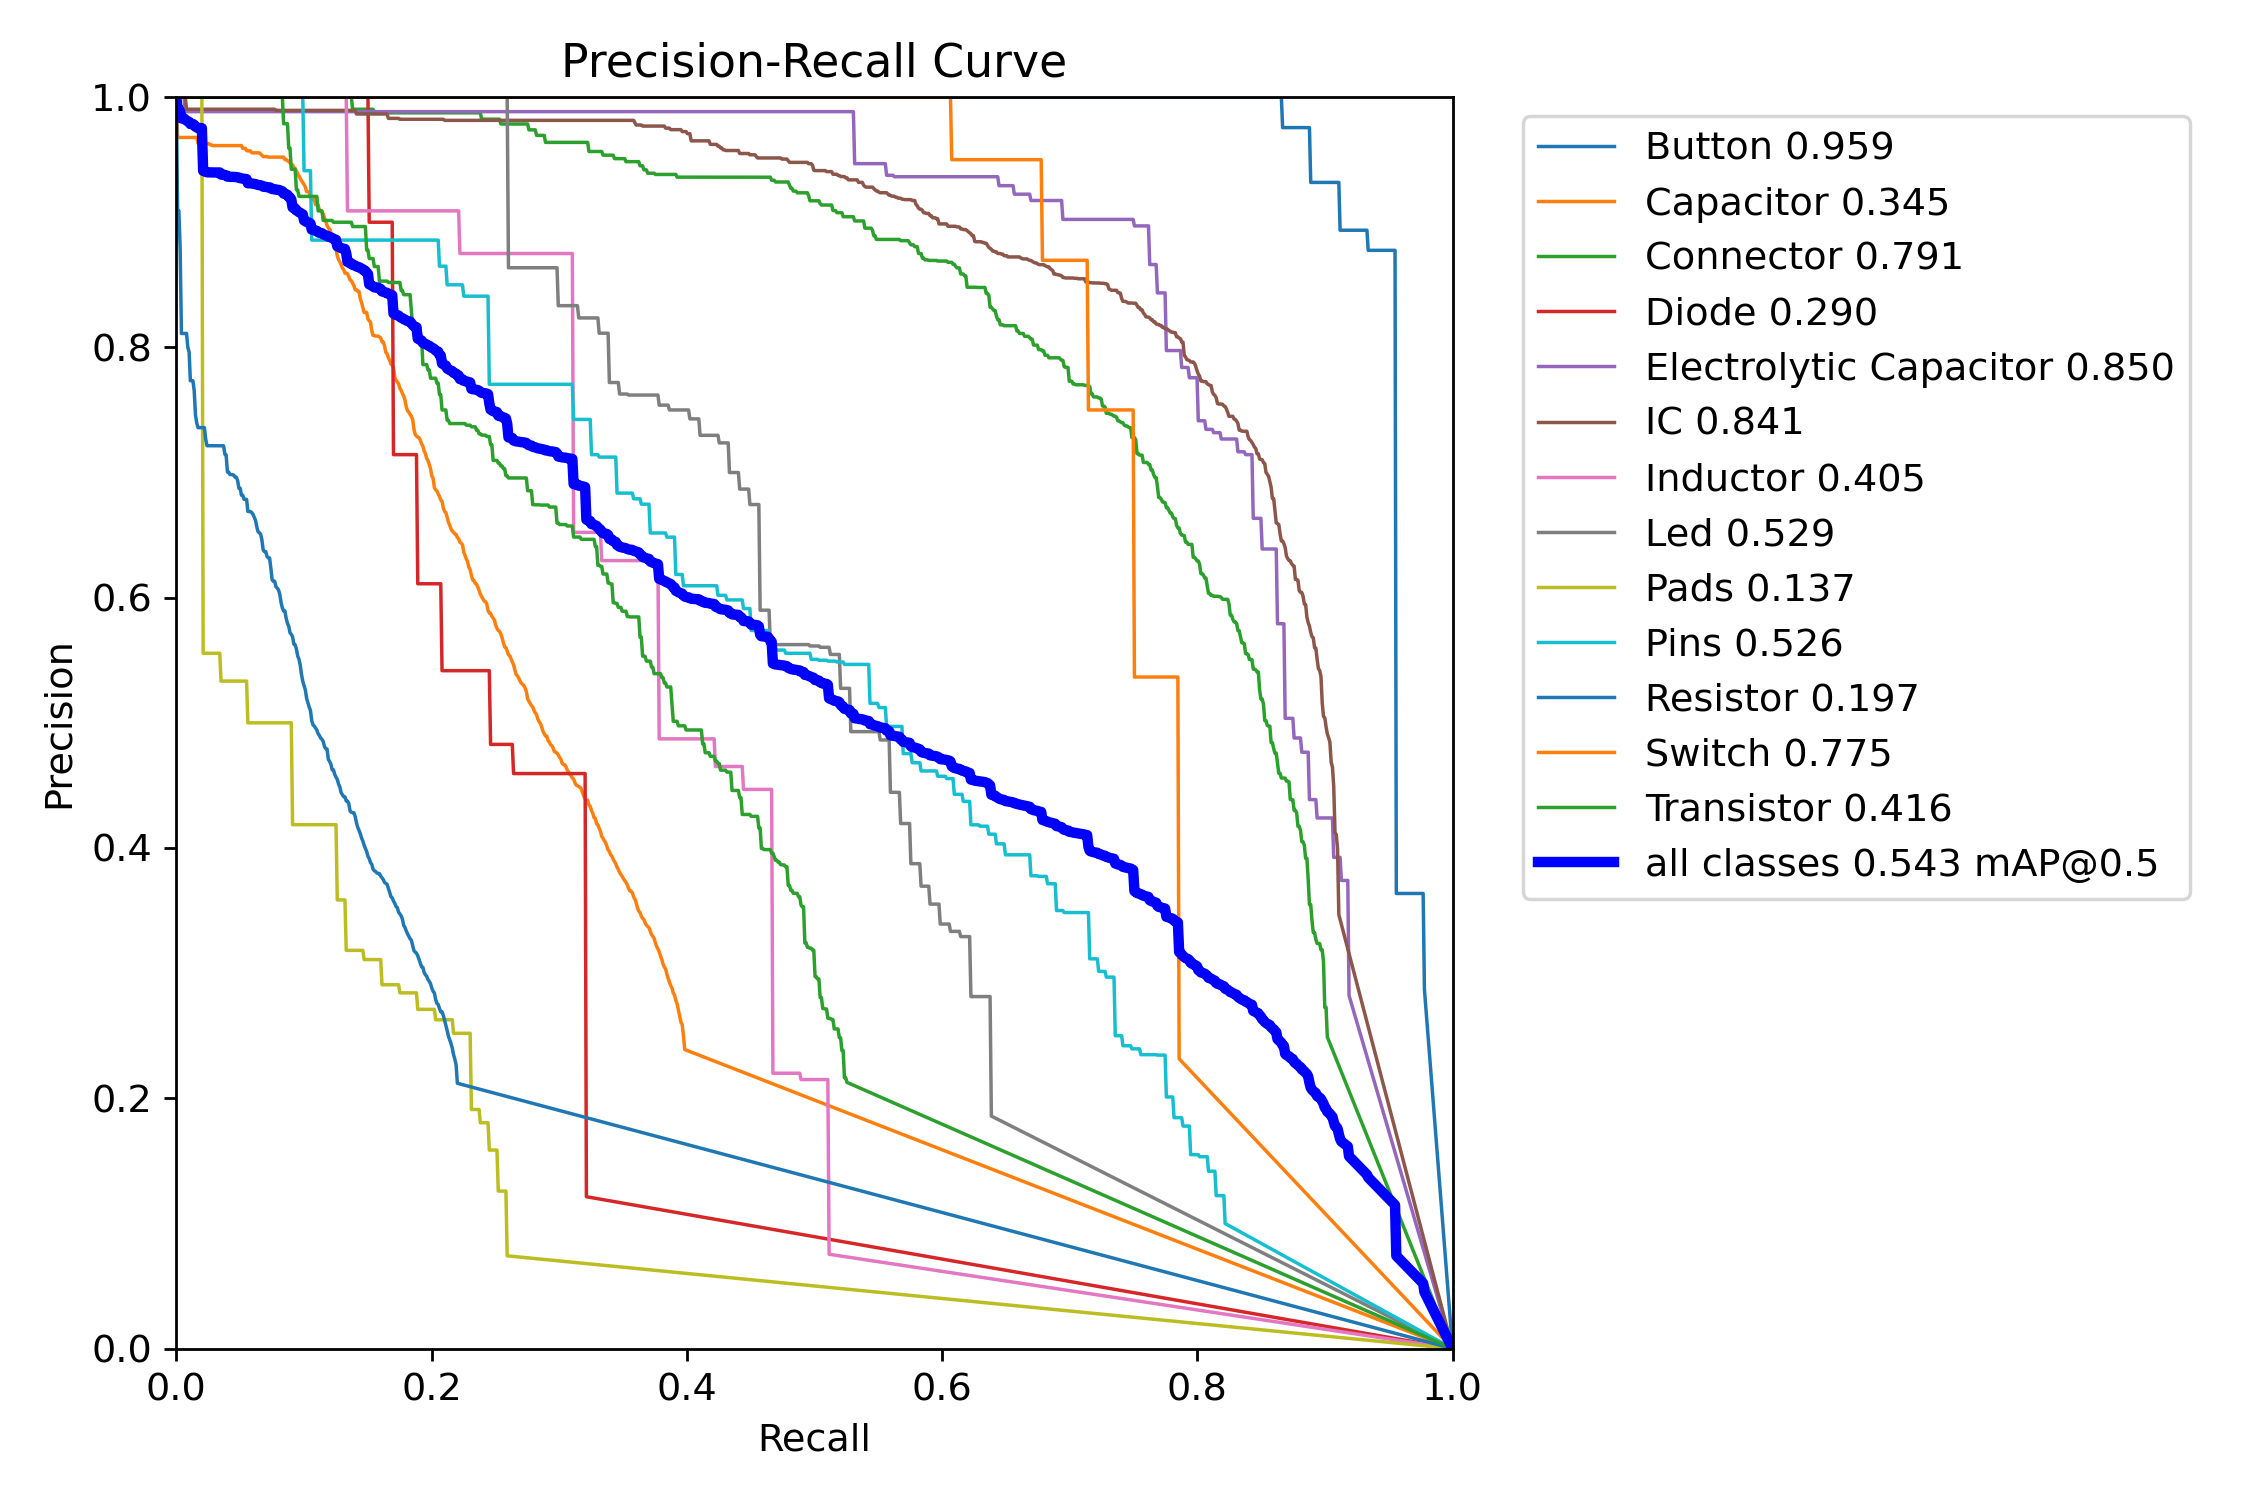 Precision-Recall Curve
1.0
0.8
0.6
0.4
0.2
0.0
Precision
0.0 0.2 0.4 0.6 0.8 1.0
Recall
Button 0.959
Capacitor 0.345
Connector 0.791
Diode 0.290
Electrolytic Capacitor 0.850
IC 0.841
Inductor 0.405
Led 0.529
Pads 0.137
Pins 0.526
Resistor 0.197
Switch 0.775
Transistor 0.416
all classes 0.543 mAP@0.5